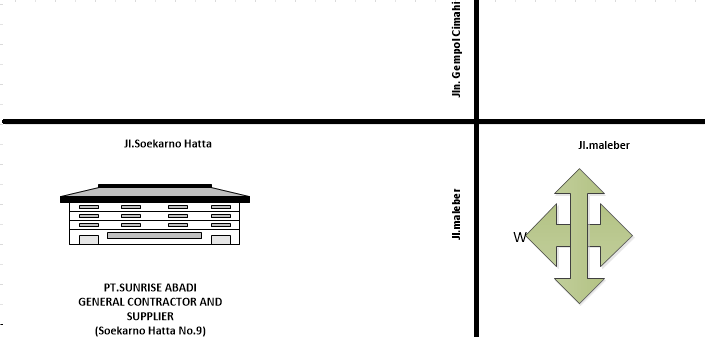 Jln. Gempol Cimahi
Jl.Soekarno Hatta
Jl.maleber
Jl.maleber
W
PT.SUNRISE ABADI
GENERAL CONTRACTOR AND
SUPPLIER
(Soekarno Hatta No.9)